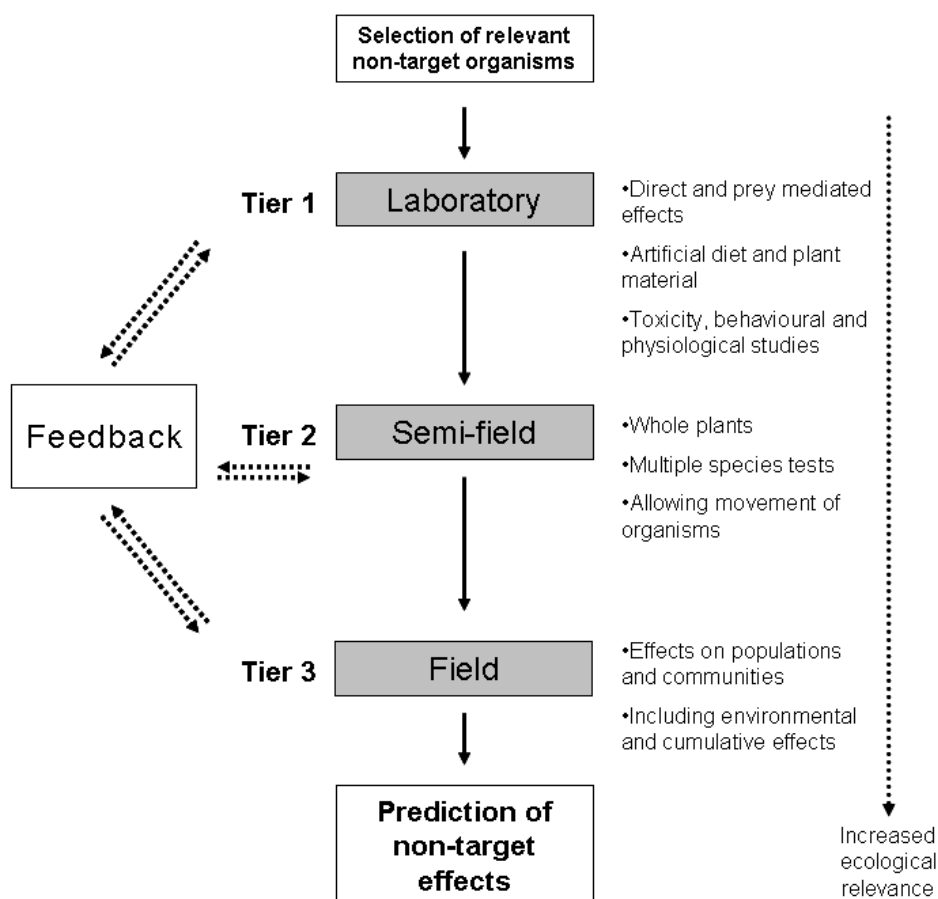 Selection of relevant
non-target organisms
Tier 1
Laboratory
•Direct and prey mediated
effects
•Artificial diet and plant
material
•Toxicity, behavioural and
physiological studies
Feedback
Tier 2
Semi-field
•Whole plants
•Multiple species tests
•Allowing movement of
organisms
Tier 3
Field
•Effects on populations
and communities
•Including environmental
and cumulative effects
Prediction of
non-target
effects
Increased
ecological
relevance